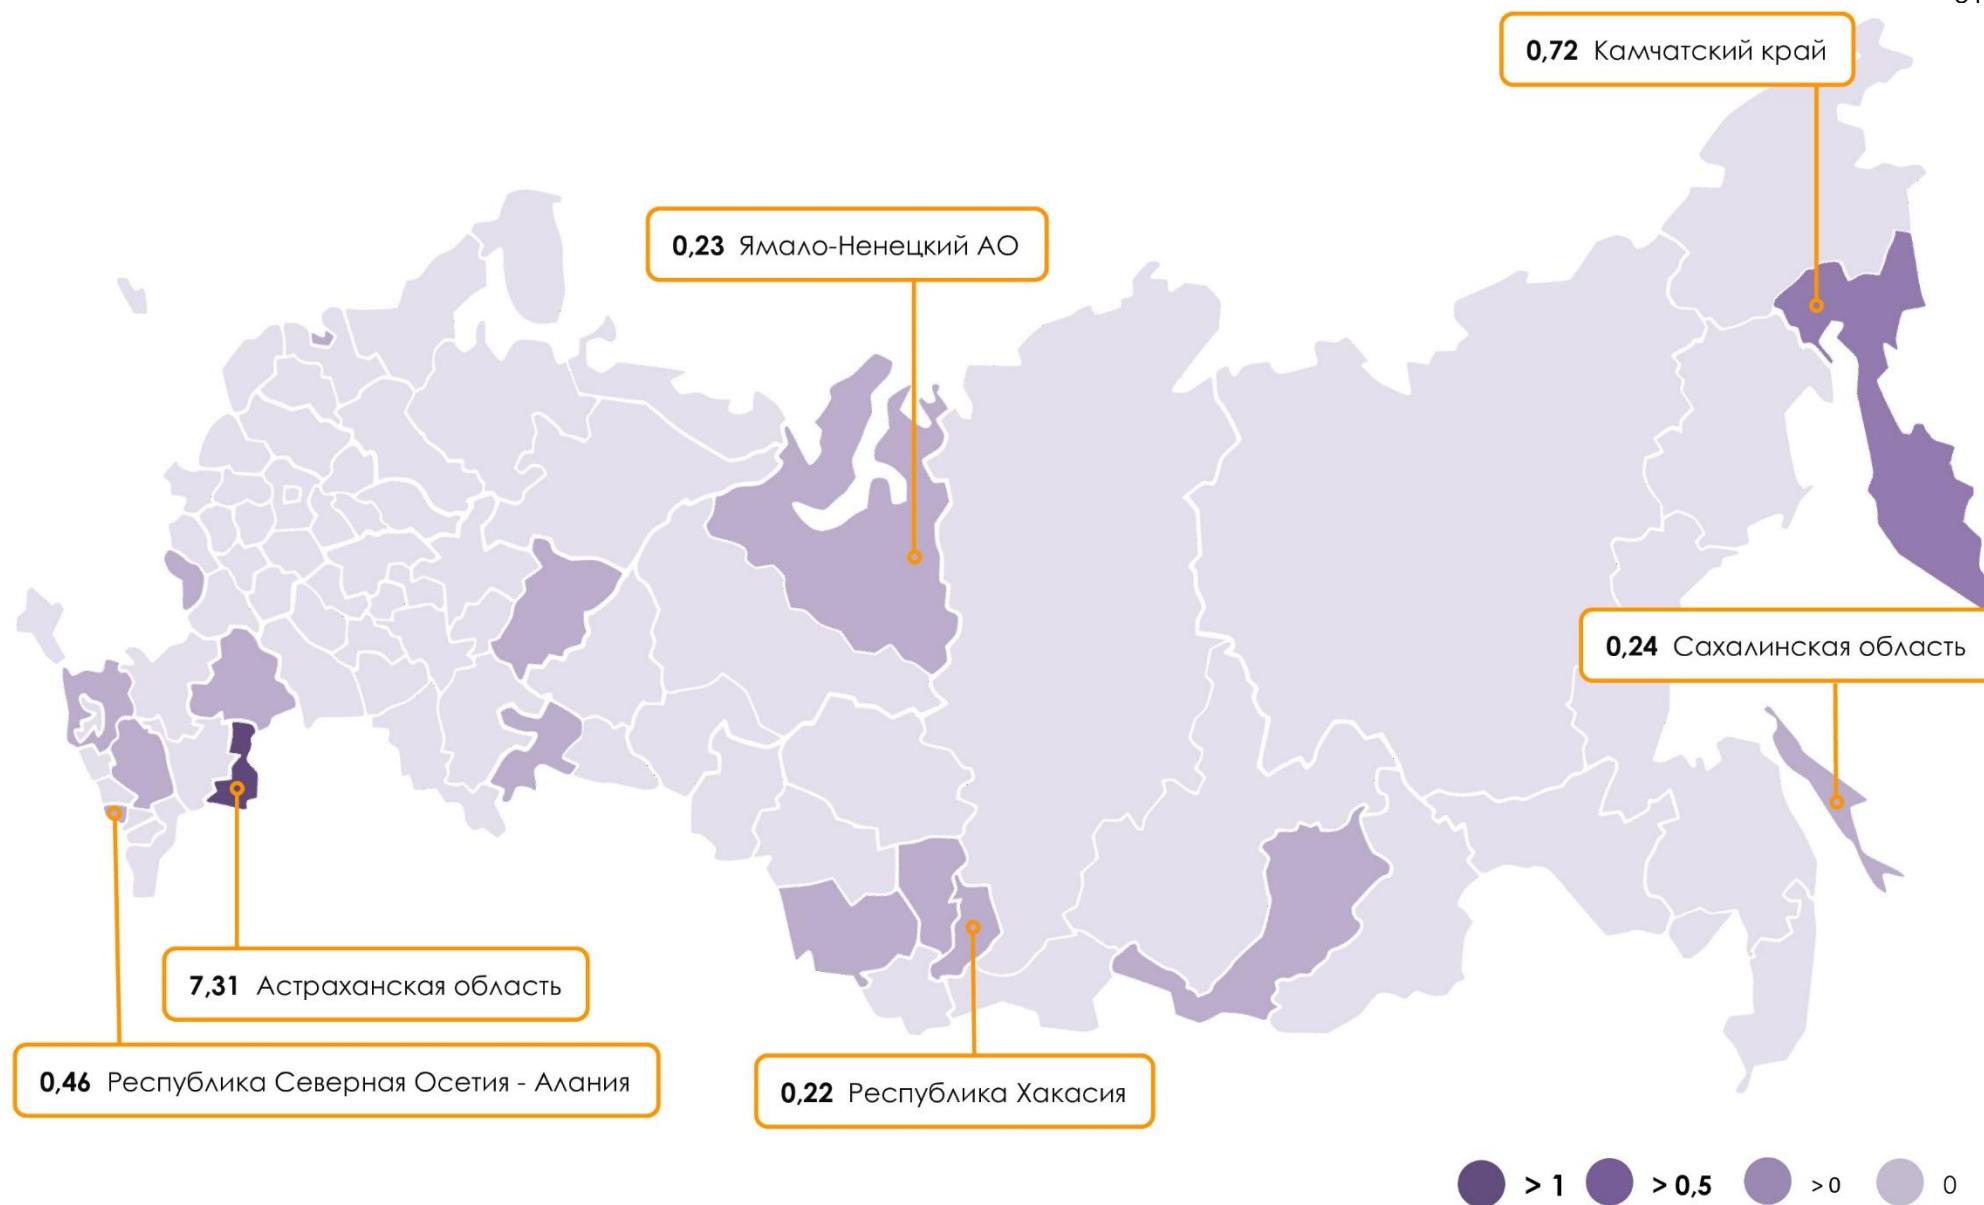 0,72 Камчатский край
0,23 Ямало-Ненецкий АО
0,24 Сахалинская область
7,31 Астраханская область
0,46 Республика Северная Осетия - Алания
0,22 Республика Хакасия
> 1 > 0,5 > 0 0